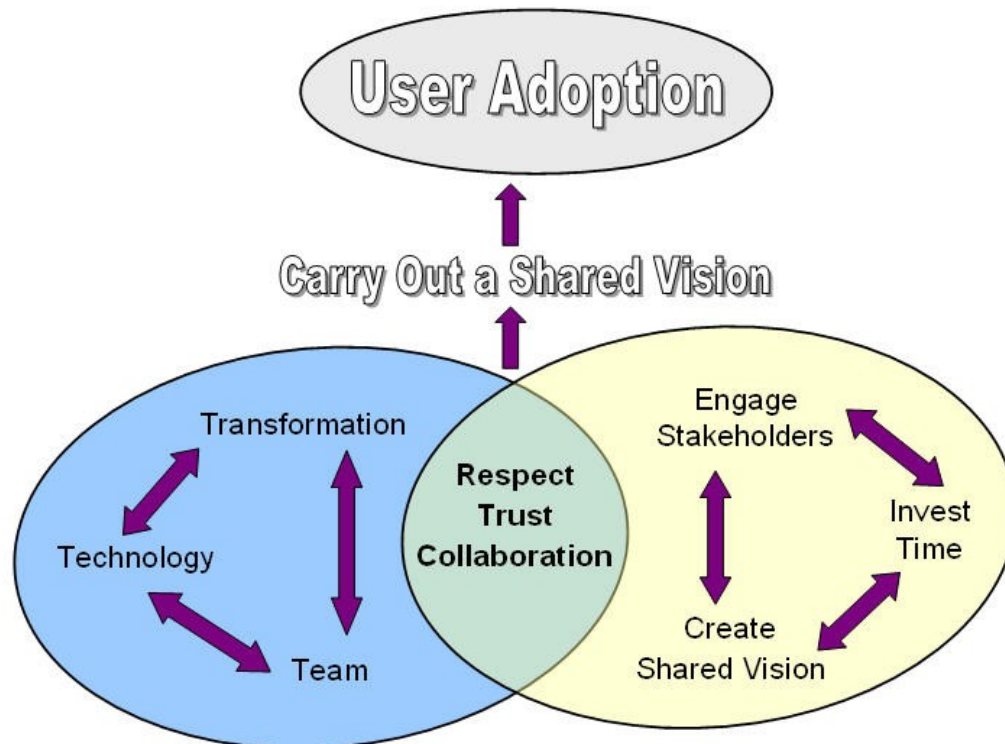 User Adoption
Carry Out a Shared Vision
Transformation
Technology
Team
Respect
Trust
Collaboration
Engage
Stakeholders
Invest
Time
Create
Shared Vision